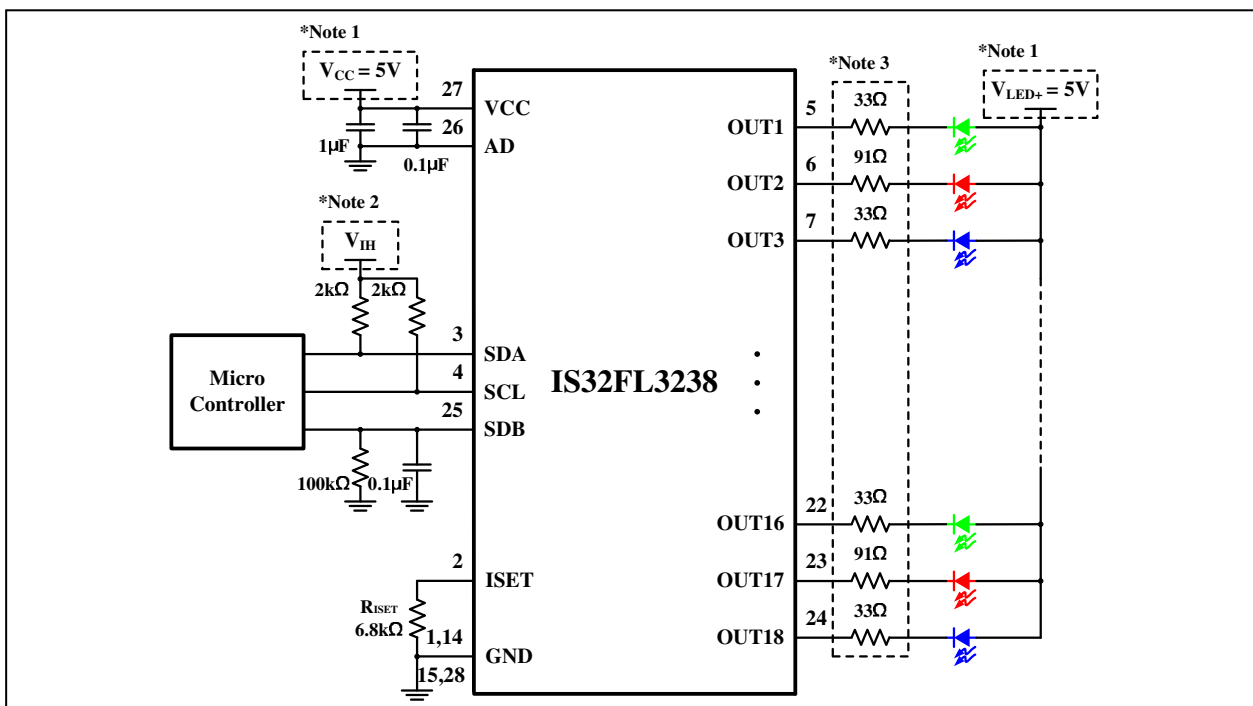 *Note 1
VCC = 5V
27
VCC
26
AD
1µF
0.1µF
*Note 2
VIH
2kΩ 2kΩ
3
SDA
Micro
Controller
4
SCL
25
SDB
100kΩ
0.1µF
2
ISET
RISET
6.8kΩ
1,14
GND
15,28
IS32FL3238
*Note 3
*Note 1
VLED+ = 5V
5
33Ω
OUT1
6
91Ω
OUT2
7
33Ω
OUT3
22
33Ω
OUT16
23
91Ω
OUT17
24
33Ω
OUT18